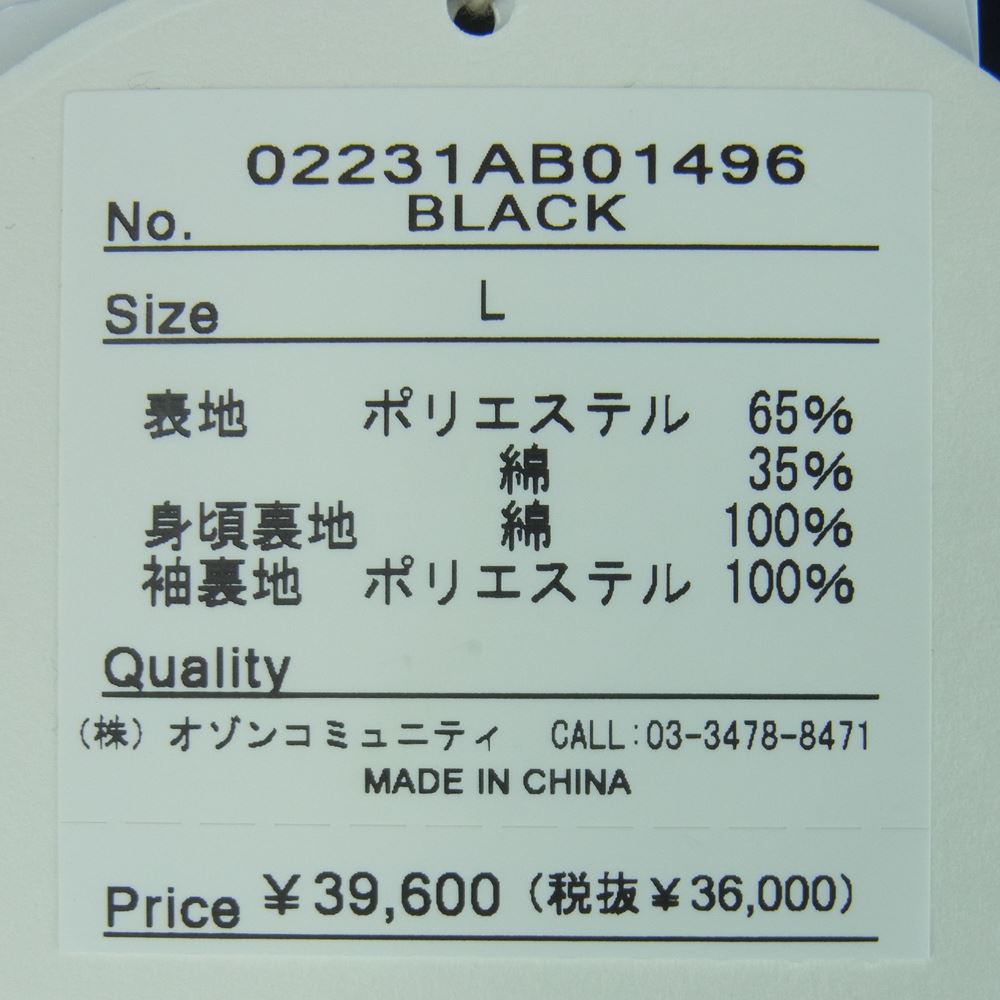 02231AB01496
No. BLACK
Size L
表地 ポリエステル 65%
綿 35%
身頃裏地 綿 100%
袖裏地 ポリエステル 100%
Quality
(株)オゾンコミュニティ CALL:03-3478-8471
MADE IN CHINA
Price ¥39,600 (税抜¥36,000)